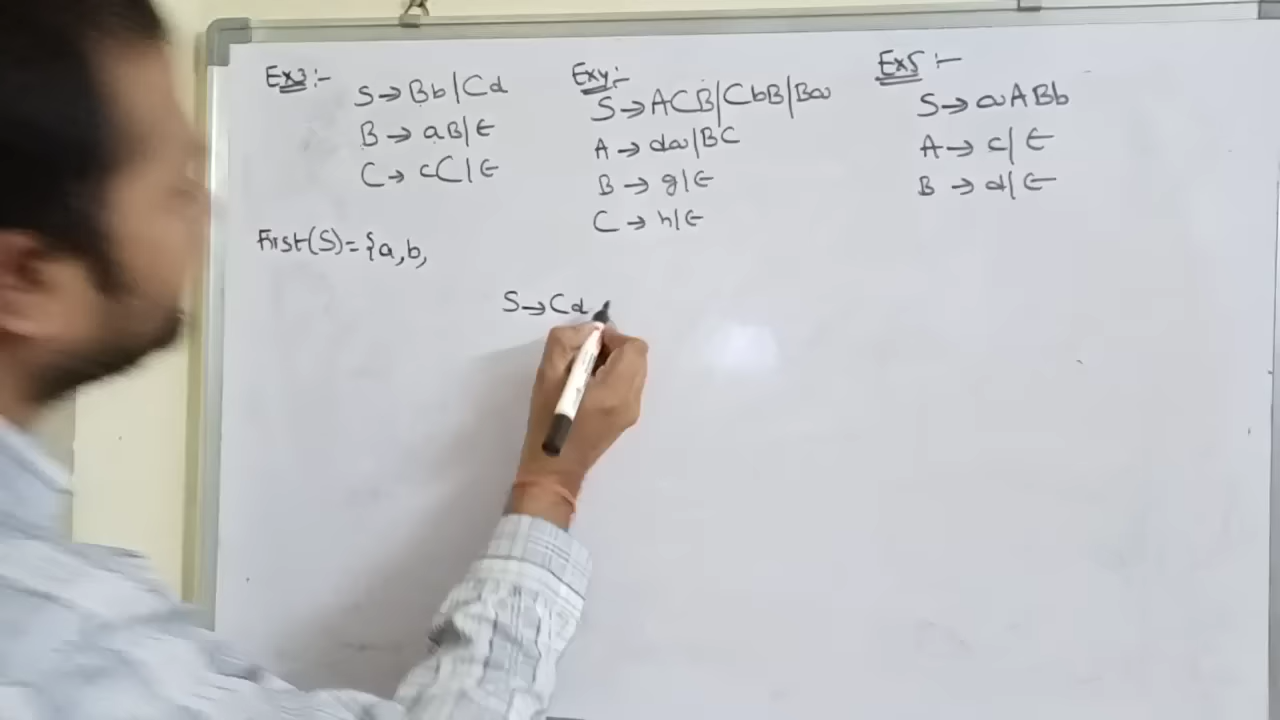 Ex3:-
S→Bb|Cd
B→aB|ϵ
C→cC|ϵ
First(S)={a,b,
Ex4:-
S→ACB|CbB|Ba
A→da|BC
B→g|ϵ
C→h|ϵ
S→Cd
Ex5:-
S→aABb
A→c|ϵ
B→d|ϵ